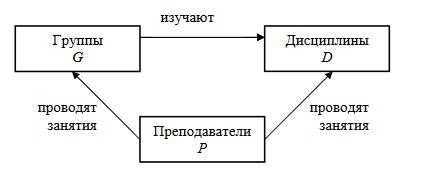 изучают
Группы
G
Дисциплины
D
проводят
занятия
проводят
занятия
Преподаватели
P